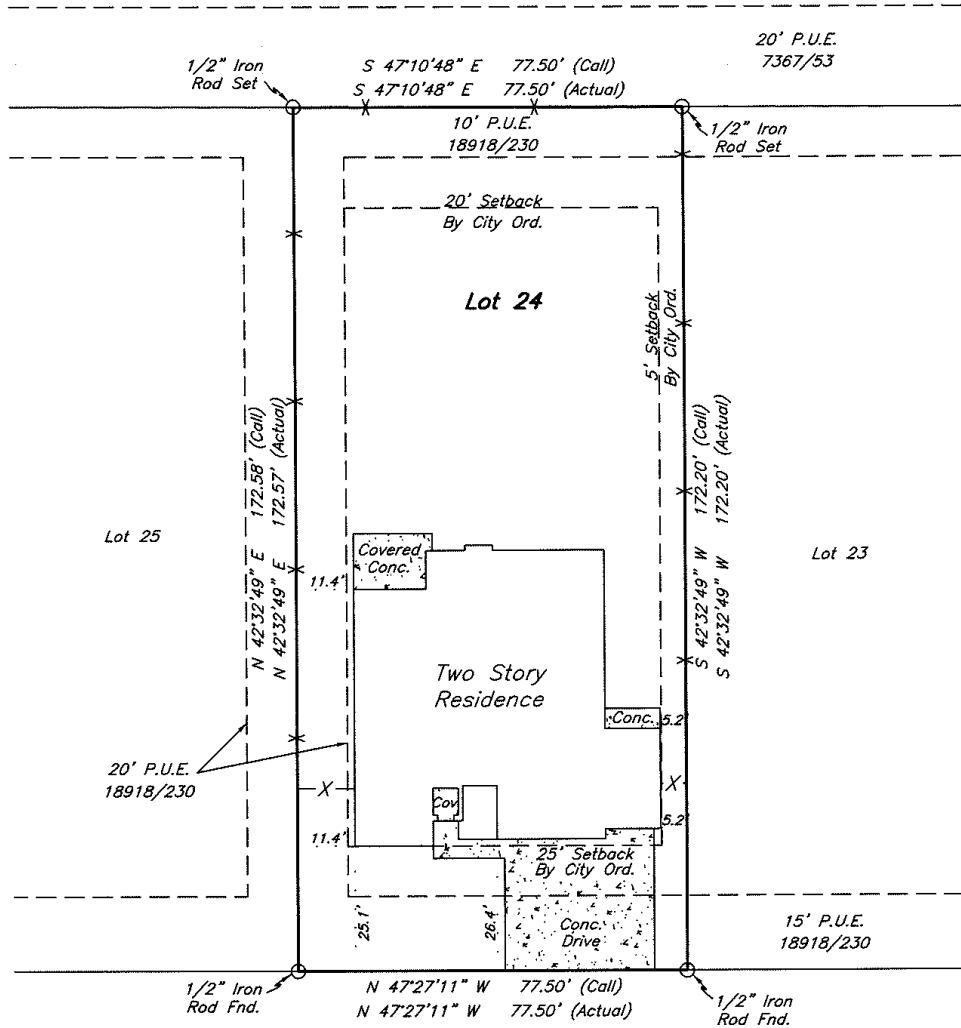 20' P.U.E.
7367/53
1/2" Iron
Rod Set
S 47°10'48" E 77.50' (Call)
S 47°10'48" E 77.50' (Actual)
1/2" Iron
Rod Set
10' P.U.E.
18918/230
20' Setback
By City Ord.
Lot 24
5' Setback
By City Ord.
N 42°32'49" E 172.58' (Call)
N 42°32'49" E 172.57' (Actual)
S 42°32'49" W 172.20' (Call)
S 42°32'49" W 172.20' (Actual)
Lot 25
Lot 23
Covered
Conc.
11.4'
Two Story
Residence
Conc.
5.2'
20' P.U.E.
18918/230
X
X
Cov
5.2'
11.4'
25' Setback
By City Ord.
25.1'
26.4'
Conc.
Drive
15' P.U.E.
18918/230
1/2" Iron
Rod Fnd.
N 47°27'11" W 77.50' (Call)
N 47°27'11" W 77.50' (Actual)
1/2" Iron
Rod Fnd.